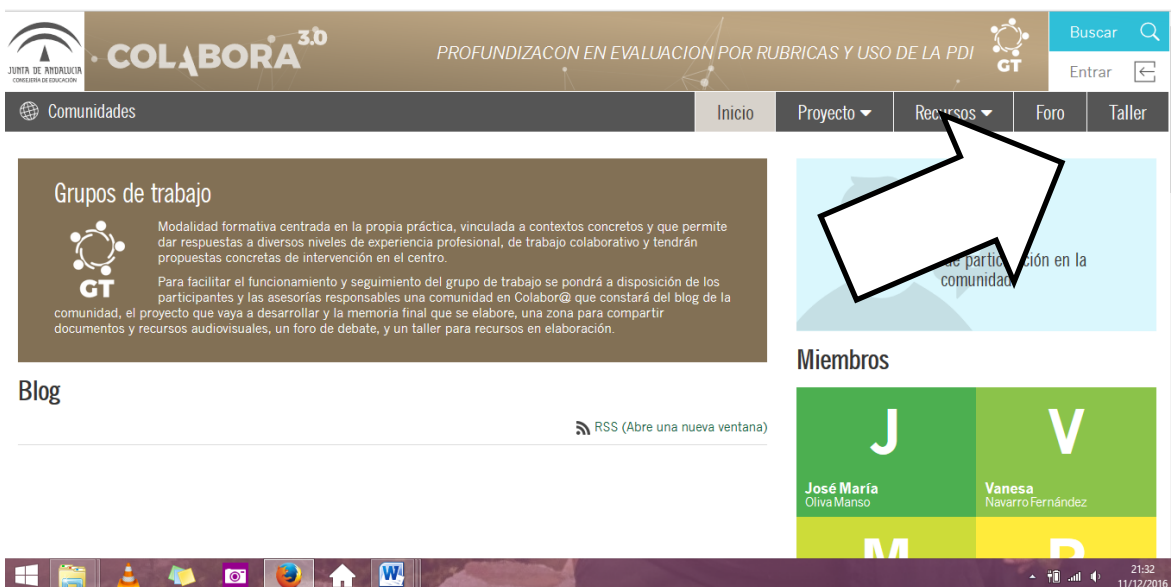 JUNTA DE ANDALUCIA
CONSEJERÍA DE EDUCACIÓN
COLABORA 3.0
PROFUNDIZACON EN EVALUACION POR RUBRICAS Y USO DE LA PDI
GT
Buscar
Entrar
Comunidades
Inicio
Proyecto
Recursos
Foro
Taller
Grupos de trabajo
GT
Modalidad formativa centrada en la propia práctica, vinculada a contextos concretos y que permite
dar respuestas a diversos niveles de experiencia profesional, de trabajo colaborativo y tendrán
propuestas concretas de intervención en el centro.
Para facilitar el funcionamiento y seguimiento del grupo de trabajo se pondrá a disposición de los
participantes y las asesorías responsables una comunidad en Colabor@ que constará del blog de la
comunidad, el proyecto que vaya a desarrollar y la memoria final que se elabore, una zona para compartir
documentos y recursos audiovisuales, un foro de debate, y un taller para recursos en elaboración.
en la
comunidad
Blog
RSS (Abre una nueva ventana)
Miembros
J
José María
Oliva Manso
V
Vanesa
Navarro Fernández
M
W
21:32
11/12/2016